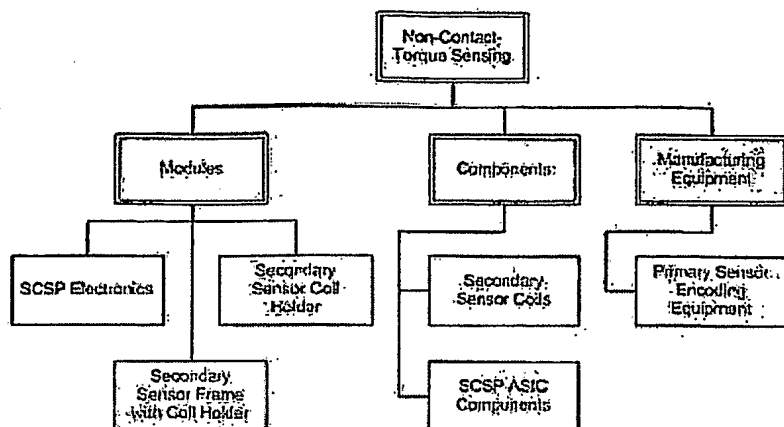 Non-Contact-
Torque Sensing
Modules
Components:
Manufacturing
Equipment
SCSP Electronics
Secondary
Sensor Coil
Holder
Secondary
Sensor Coils
Primary Sensor
Encoding
Equipment
Secondary
Sensor Frame
with Coil Holder
SCSP ASIC
Components